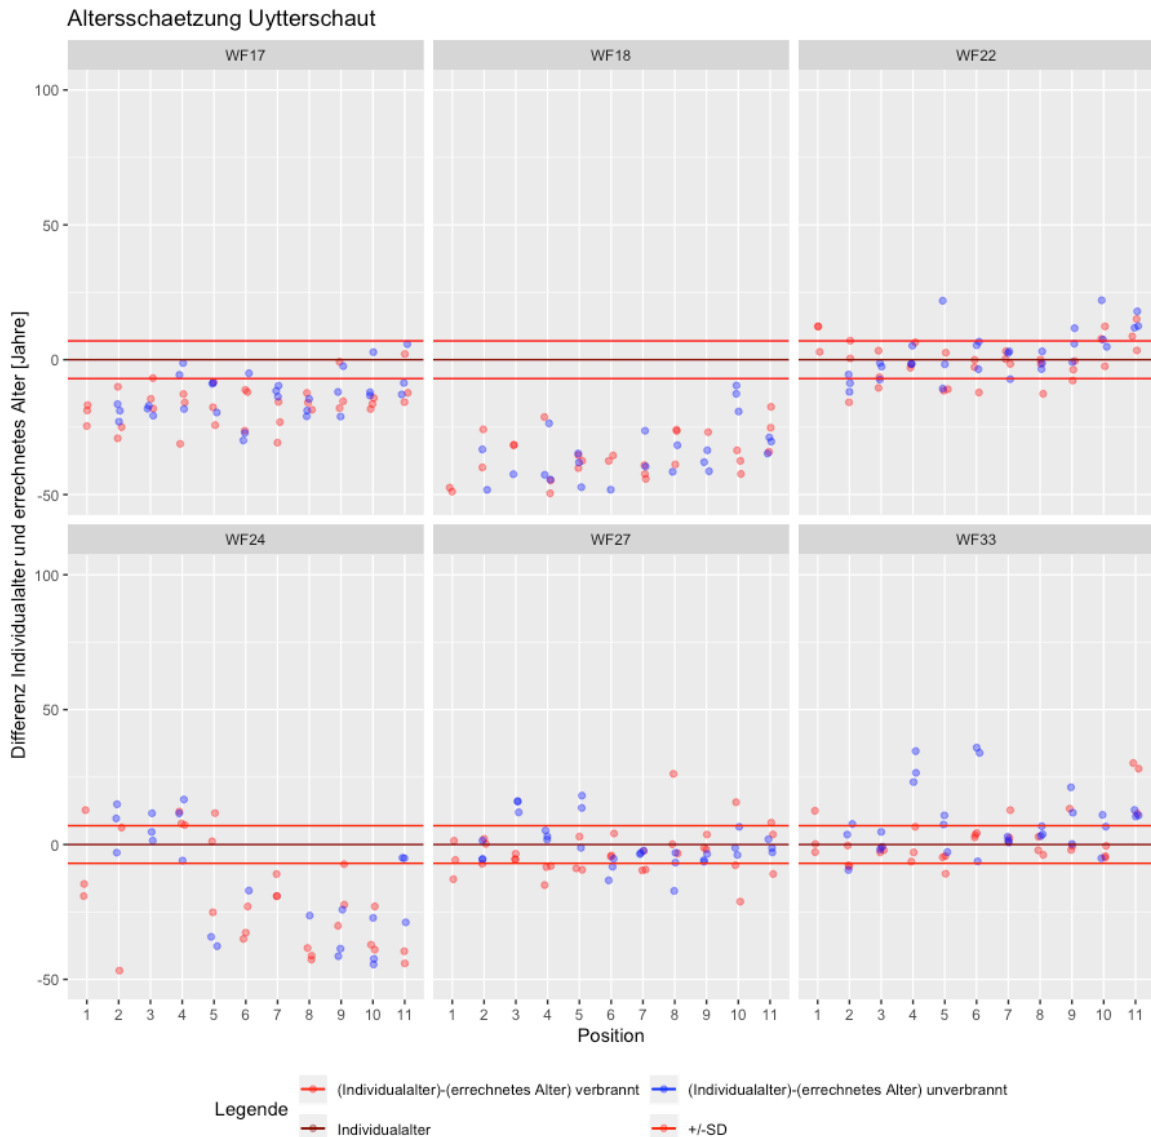 Altersschaetzung Uytterschaut
WF17 WF18 WF22
100
50
0
-50
WF24 WF27 WF33
100
50
0
-50
Differenz Individualalter und errechnetes Alter [Jahre]
1 2 3 4 5 6 7 8 9 10 11 1 2 3 4 5 6 7 8 9 10 11 1 2 3 4 5 6 7 8 9 10 11
Position
Legende
(Individualalter)-(errechnetes Alter) verbrannt (Individualalter)-(errechnetes Alter) unverbrannt
Individualalter +/-SD